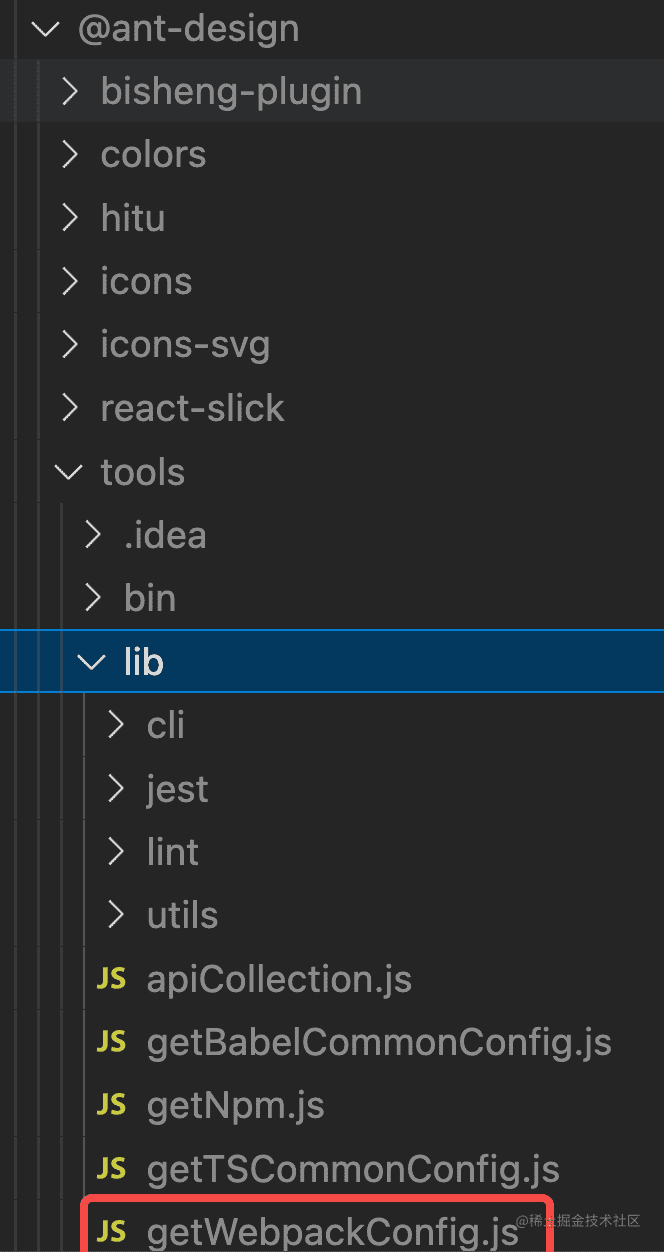 @ant-design
bisheng-plugin
colors
hitu
icons
icons-svg
react-slick
tools
.idea
bin
lib
cli
jest
lint
utils
JS apiCollection.js
JS getBabelCommonConfig.js
JS getNpm.js
JS getTSCommonConfig.js
JS getWebpackConfig.js
@稀土掘金技术社区